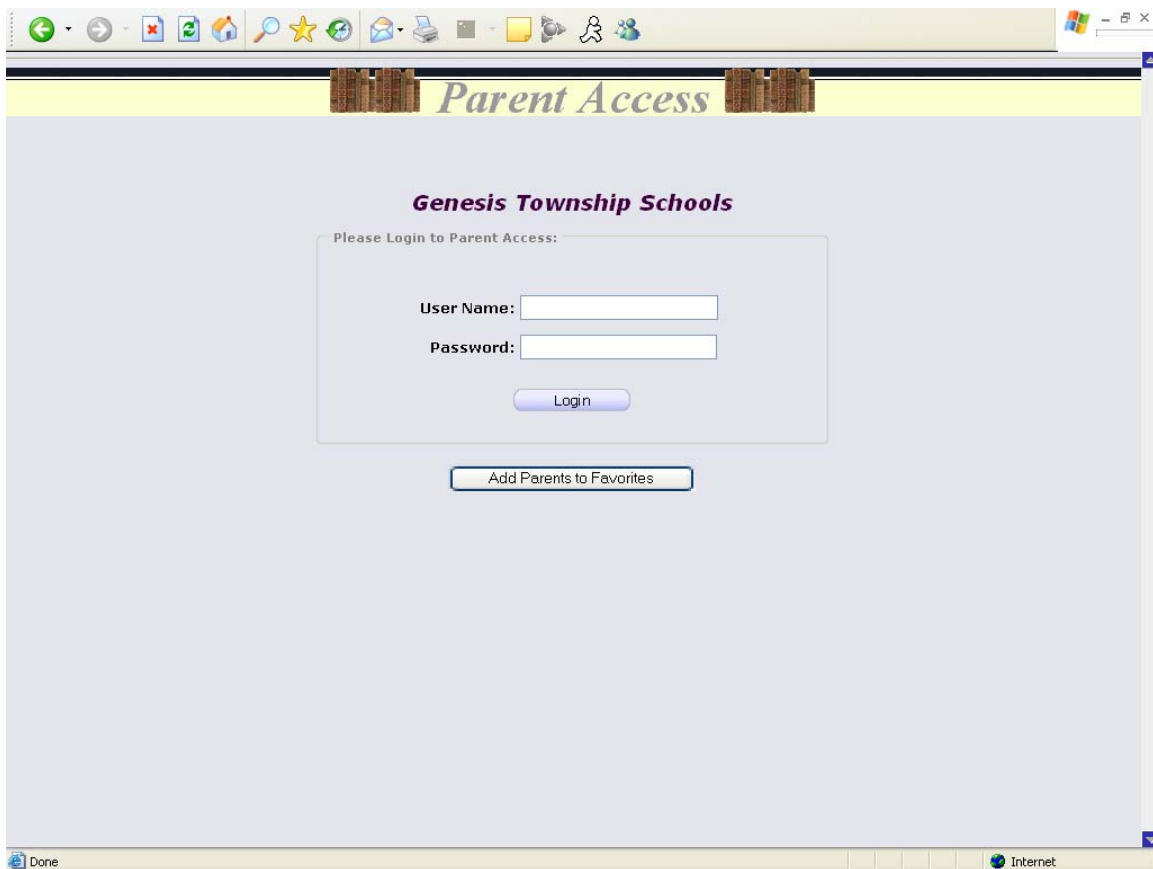 Parent Access
Genesis Township Schools
Please Login to Parent Access:
User Name:
Password:
Login
Add Parents to Favorites
Done
Internet